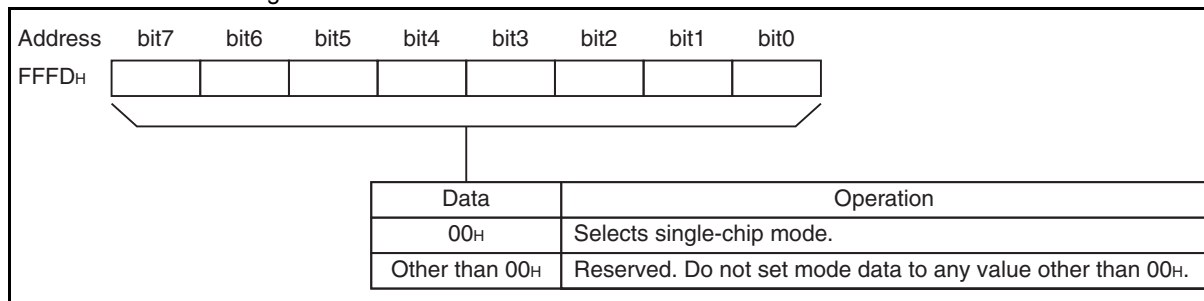 Address bit7 bit6 bit5 bit4 bit3 bit2 bit1 bit0
FFFDH
Data Operation
00H Selects single-chip mode.
Other than 00H Reserved. Do not set mode data to any value other than 00H.